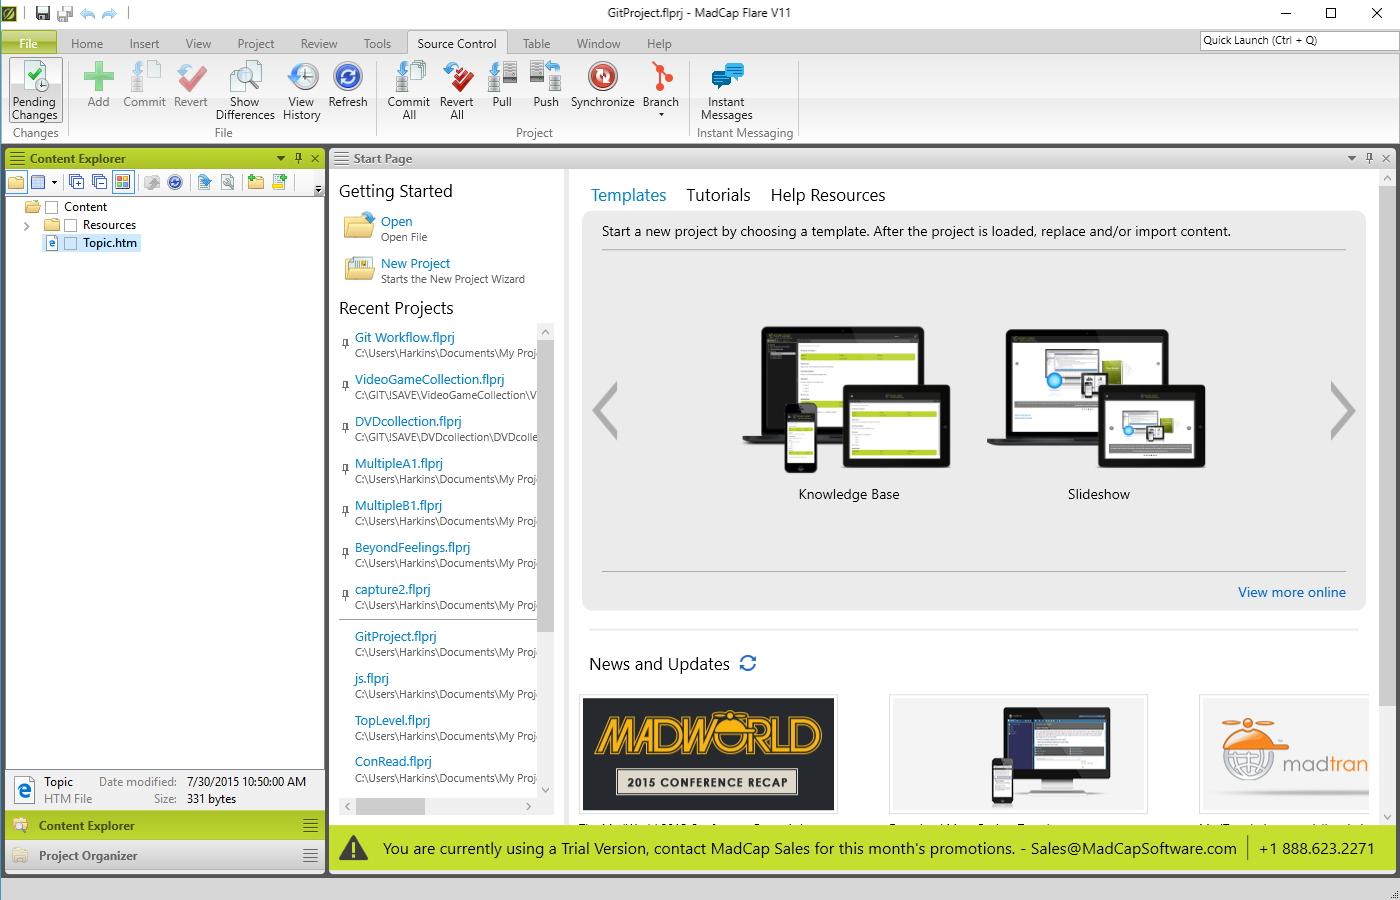 GitProject.flprj - MadCap Flare V11
File Home Insert View Project Review Tools Source Control Table Window Help
Quick Launch (Ctrl + Q)
Pending Changes
Add
Commit
Revert
Show Differences
View History
Refresh
Commit All
Revert All
Pull
Push
Synchronize
Branch
Instant Messages
Changes
File
Project
Instant Messaging
Content Explorer
Content
Resources
Topic.htm
Topic
Date modified: 7/30/2015 10:50:00 AM
HTM File
Size: 331 bytes
Content Explorer
Project Organizer
Start Page
Getting Started
Open
Open File
New Project
Starts the New Project Wizard
Recent Projects
Git Workflow.flprj
C:\Users\Harkins\Documents\My Proj
VideoGameCollection.flprj
C:\GIT\!SAVE\VideoGameCollection\V
DVDcollection.flprj
C:\GIT\!SAVE\DVDcollection\DVDcolle
MultipleA1.flprj
C:\Users\Harkins\Documents\My Proj
MultipleB1.flprj
C:\Users\Harkins\Documents\My Proj
BeyondFeelings.flprj
C:\Users\Harkins\Documents\My Proj
capture2.flprj
C:\Users\Harkins\Documents\My Proj
GitProject.flprj
C:\Users\Harkins\Documents\My Proj
js.flprj
C:\Users\Harkins\Documents\My Proj
TopLevel.flprj
C:\Users\Harkins\Documents\My Proj
ConRead.flprj
C:\Users\Harkins\Documents\My Proj
Templates Tutorials Help Resources
Start a new project by choosing a template. After the project is loaded, replace and/or import content.
Knowledge Base
Slideshow
View more online
News and Updates
MADWORLD
2015 CONFERENCE RECAP
madtran
You are currently using a Trial Version, contact MadCap Sales for this month's promotions. - Sales@MadCapSoftware.com
+1 888.623.2271